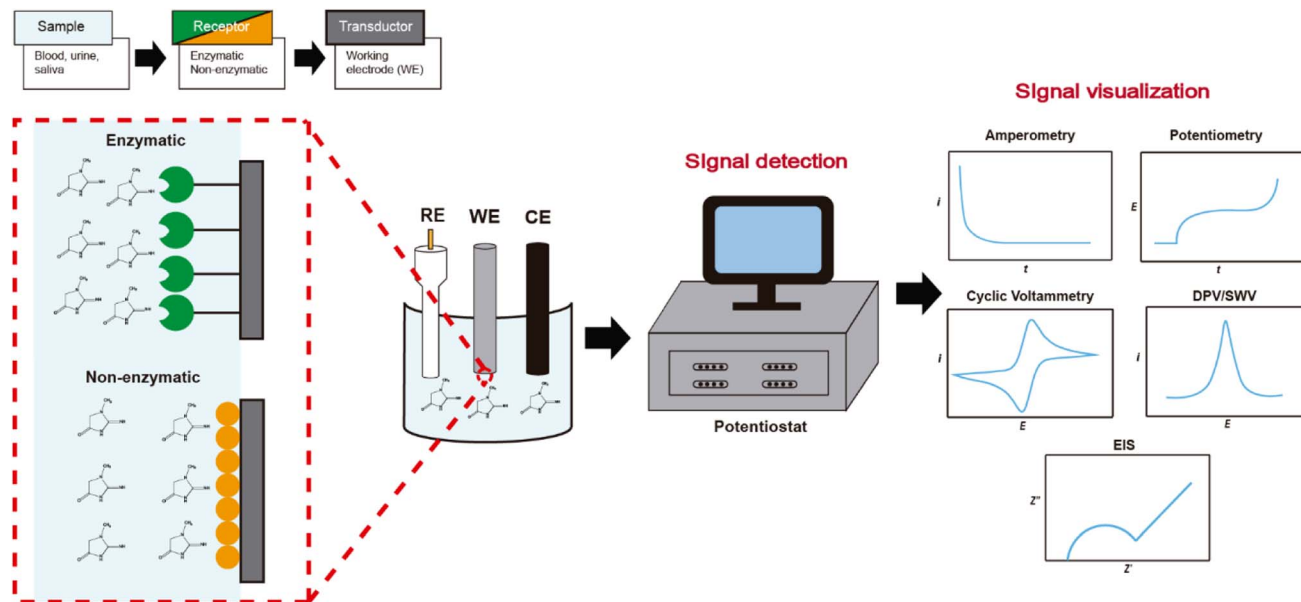 Sample
Blood, urine,
saliva
Receptor
Enzymatic
Non-enzymatic
Transductor
Working
electrode (WE)
Enzymatic
Non-enzymatic
RE
WE
CE
SIgnal detection
Potentiostat
SIgnal visualization
Amperometry
i
t
Potentiometry
E
t
Cyclic Voltammetry
i
E
DPV/SWV
i
E
EIS
Z"
Z'